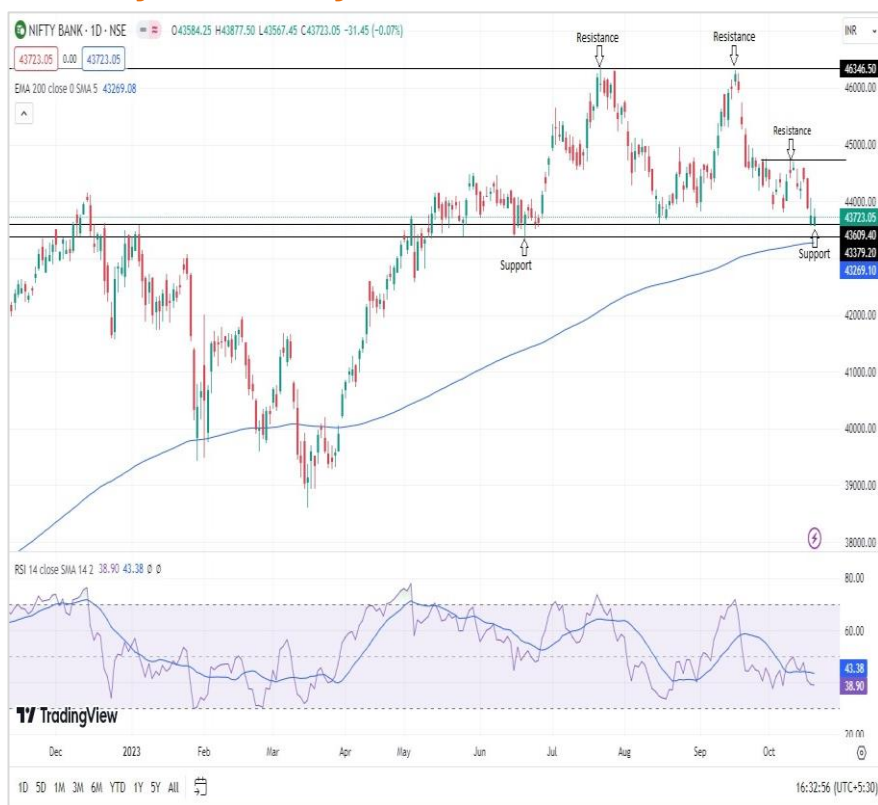 NIFTY BANK · 1D · NSE O43584.25 H43877.50 L43567.45 C43723.05 −31.45 (−0.07%)
INR
43723.05 0.00 43723.05
EMA 200 close 0 SMA 5 43269.08
Resistance
Resistance
Resistance
Support
Support
46346.50
46000.00
45000.00
44000.00
43723.05
43609.40
43379.20
43269.10
42000.00
41000.00
40000.00
39000.00
38000.00
RSI 14 close SMA 14 2 38.90 43.38 Ø Ø
80.00
60.00
43.38
38.90
20.00
TradingView
Dec 2023 Feb Mar Apr May Jun Jul Aug Sep Oct
1D 5D 1M 3M 6M YTD 1Y 5Y All
16:32:56 (UTC+5:30)